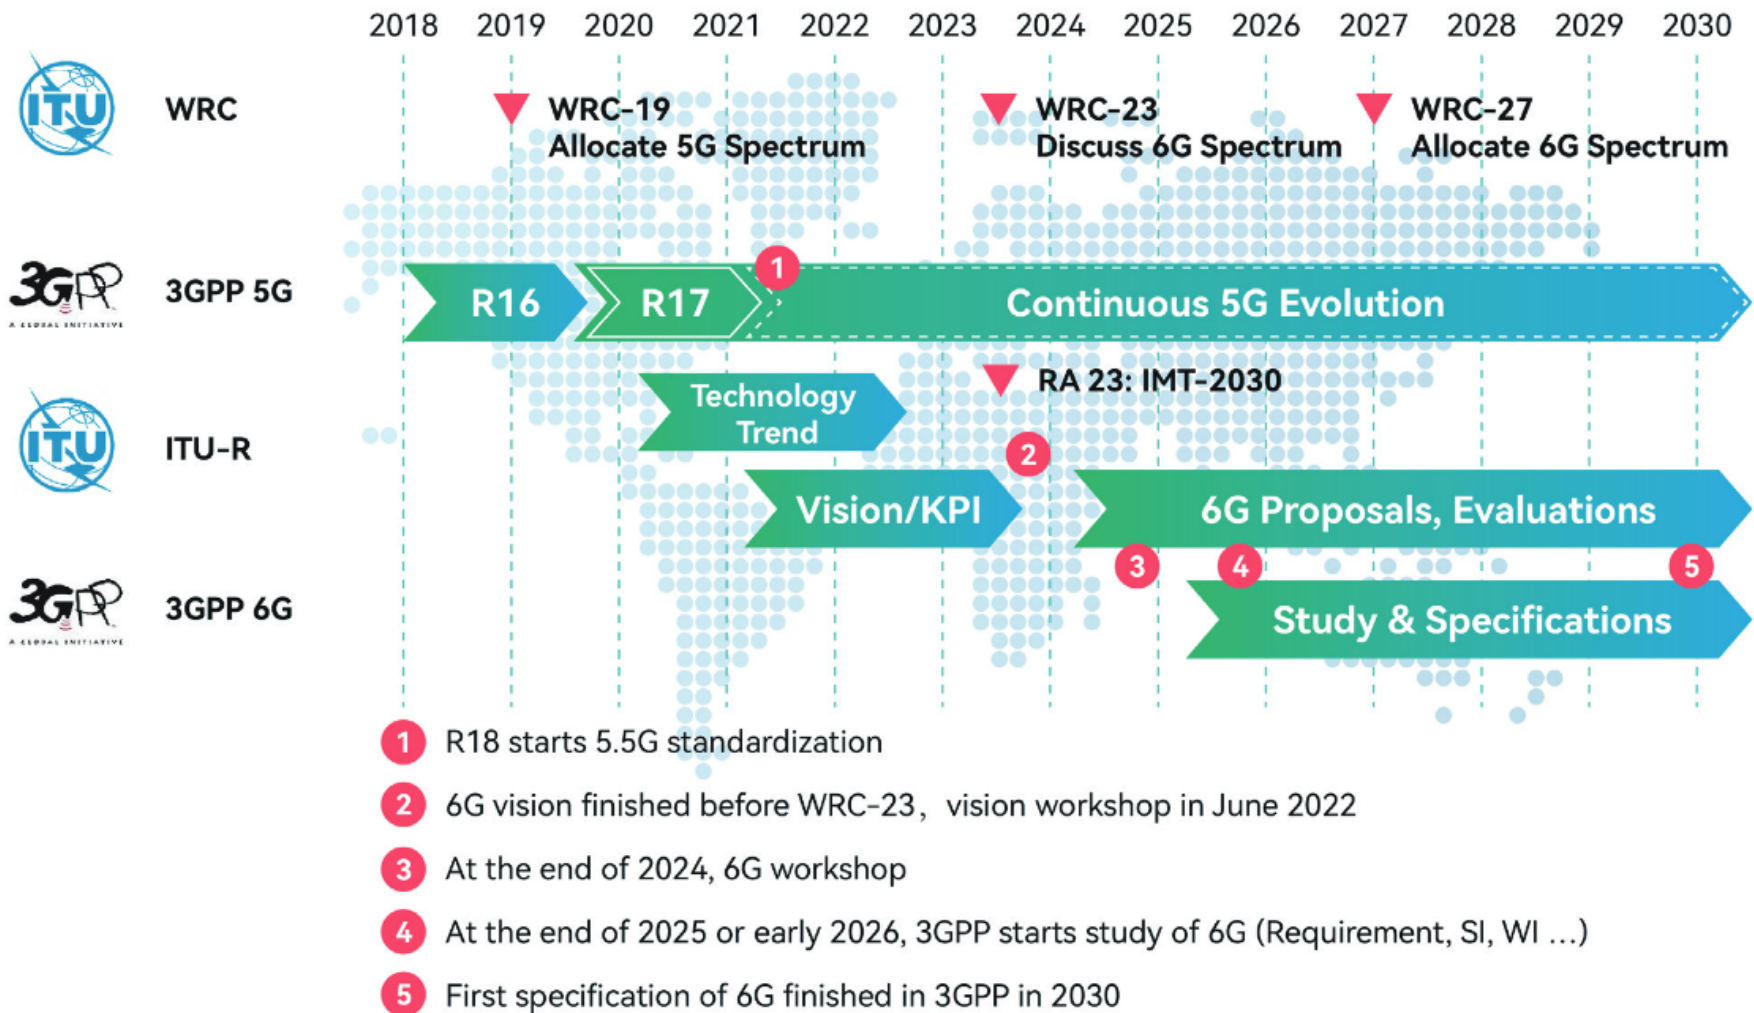 2018 2019 2020 2021 2022 2023 2024 2025 2026 2027 2028 2029 2030
ITU
WRC
WRC-19
Allocate 5G Spectrum
WRC-23
Discuss 6G Spectrum
WRC-27
Allocate 6G Spectrum
3GPP
A GLOBAL INITIATIVE
3GPP 5G
R16
R17
1
Continuous 5G Evolution
ITU
ITU-R
Technology
Trend
RA 23: IMT-2030
2
Vision/KPI
6G Proposals, Evaluations
3
4
5
3GPP
A GLOBAL INITIATIVE
3GPP 6G
Study & Specifications
1 R18 starts 5.5G standardization
2 6G vision finished before WRC-23，vision workshop in June 2022
3 At the end of 2024, 6G workshop
4 At the end of 2025 or early 2026, 3GPP starts study of 6G (Requirement, SI, WI ...)
5 First specification of 6G finished in 3GPP in 2030